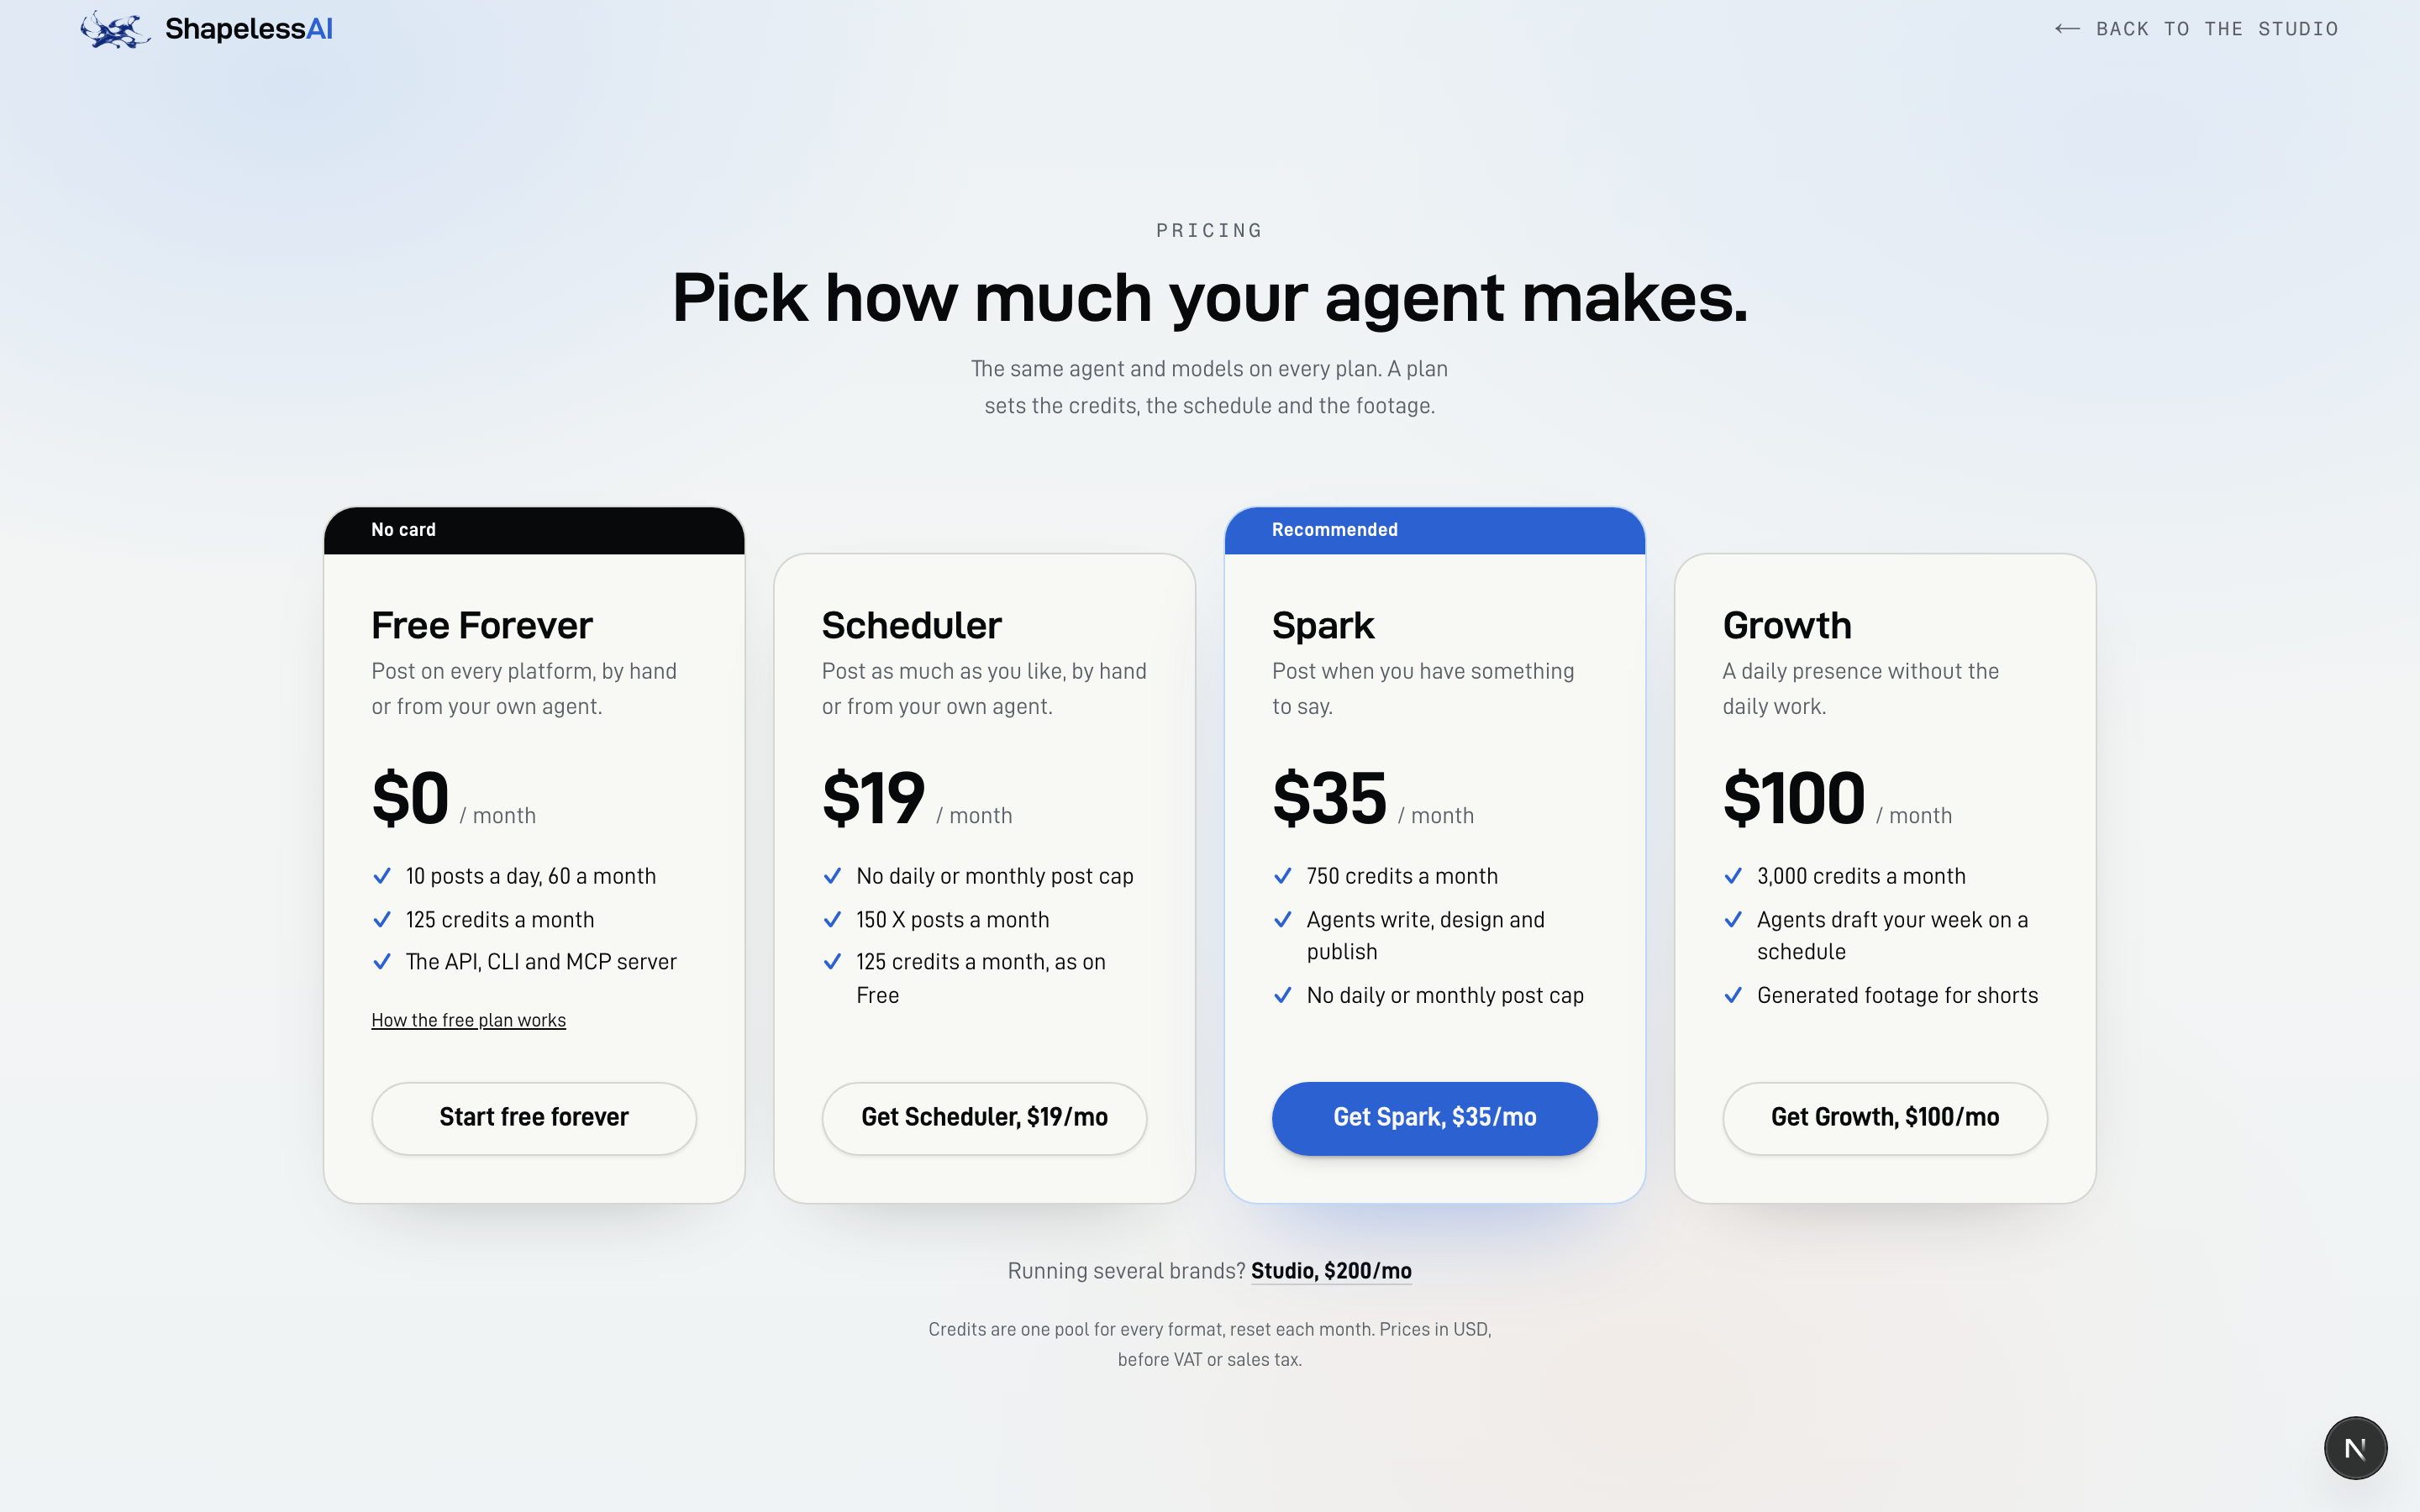 ShapelessAI
← BACK TO THE STUDIO
PRICING
Pick how much your agent makes.
The same agent and models on every plan. A plan
sets the credits, the schedule and the footage.
No card
Free Forever
Post on every platform, by hand
or from your own agent.
$0 / month
10 posts a day, 60 a month
125 credits a month
The API, CLI and MCP server
How the free plan works
Start free forever
Scheduler
Post as much as you like, by hand
or from your own agent.
$19 / month
No daily or monthly post cap
150 X posts a month
125 credits a month, as on
Free
Get Scheduler, $19/mo
Recommended
Spark
Post when you have something
to say.
$35 / month
750 credits a month
Agents write, design and
publish
No daily or monthly post cap
Get Spark, $35/mo
Growth
A daily presence without the
daily work.
$100 / month
3,000 credits a month
Agents draft your week on a
schedule
Generated footage for shorts
Get Growth, $100/mo
Running several brands? Studio, $200/mo
Credits are one pool for every format, reset each month. Prices in USD,
before VAT or sales tax.
N